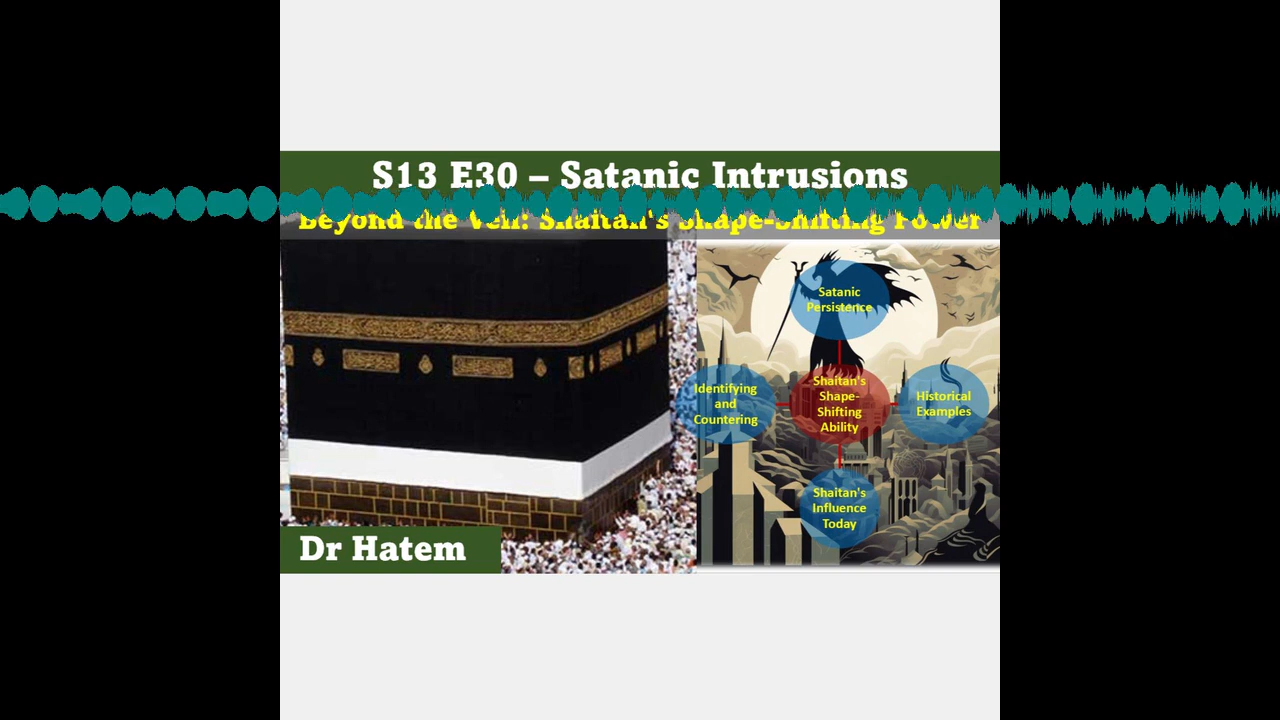 S13 E30 – Satanic Intrusions
Beyond the Veil: Shaitan's Shape-Shifting Power
Satanic
Persistence
Identifying
and
Countering
Shaitan's
Shape-
Shifting
Ability
Historical
Examples
Shaitan's
Influence
Today
Dr Hatem